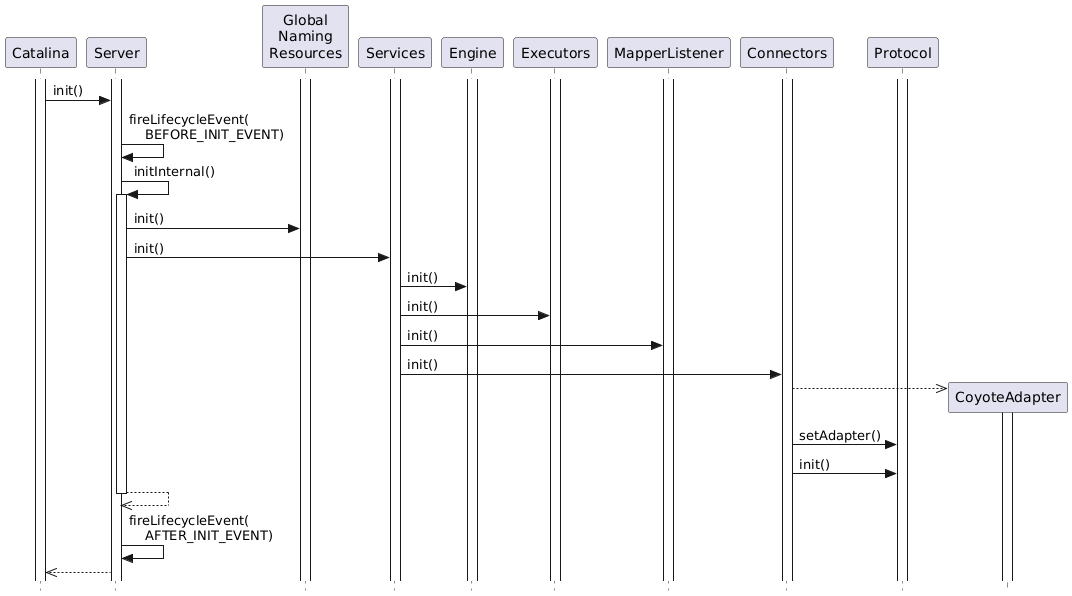 Catalina
Server
Global
Naming
Resources
Services
Engine
Executors
MapperListener
Connectors
Protocol
init()
fireLifecycleEvent(
BEFORE_INIT_EVENT)
initInternal()
init()
init()
init()
init()
init()
init()
CoyoteAdapter
setAdapter()
init()
fireLifecycleEvent(
AFTER_INIT_EVENT)